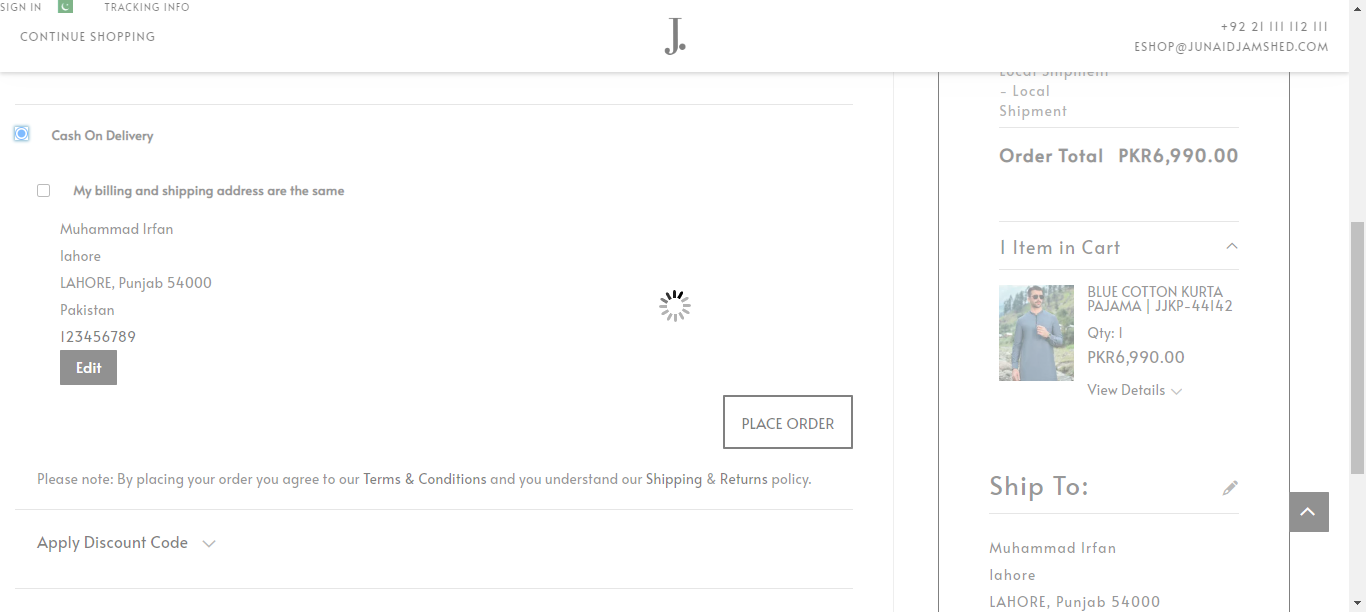 SIGN IN
TRACKING INFO
CONTINUE SHOPPING
J.
+92 21 111 112 111
ESHOP@JUNAIDJAMSHED.COM
Cash On Delivery
My billing and shipping address are the same
Muhammad Irfan
lahore
LAHORE, Punjab 54000
Pakistan
123456789
Edit
PLACE ORDER
Please note: By placing your order you agree to our Terms & Conditions and you understand our Shipping & Returns policy.
Apply Discount Code
Local Shipment
- Local
Shipment
Order Total PKR6,990.00
1 Item in Cart
BLUE COTTON KURTA
PAJAMA | JJKP-44142
Qty: 1
PKR6,990.00
View Details
Ship To:
Muhammad Irfan
lahore
LAHORE, Punjab 54000